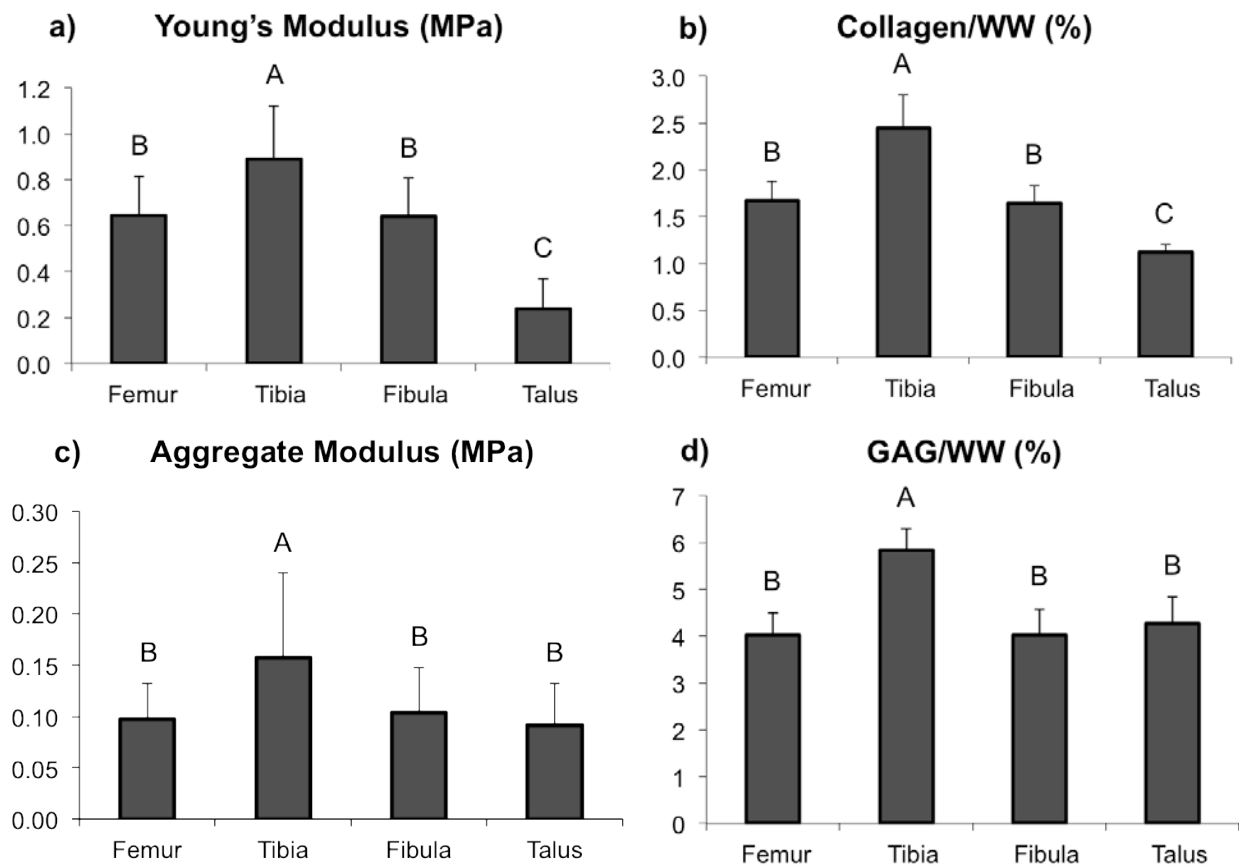 a) Young's Modulus (MPa)
1.2
1.0
0.8
0.6
0.4
0.2
0.0
B
A
B
C
Femur Tibia Fibula Talus
b) Collagen/WW (%)
3.0
2.5
2.0
1.5
1.0
0.5
0.0
B
A
B
C
Femur Tibia Fibula Talus
c) Aggregate Modulus (MPa)
0.30
0.25
0.20
0.15
0.10
0.05
0.00
B
A
B
B
Femur Tibia Fibula Talus
d) GAG/WW (%)
7
6
5
4
3
2
1
0
B
A
B
B
Femur Tibia Fibula Talus